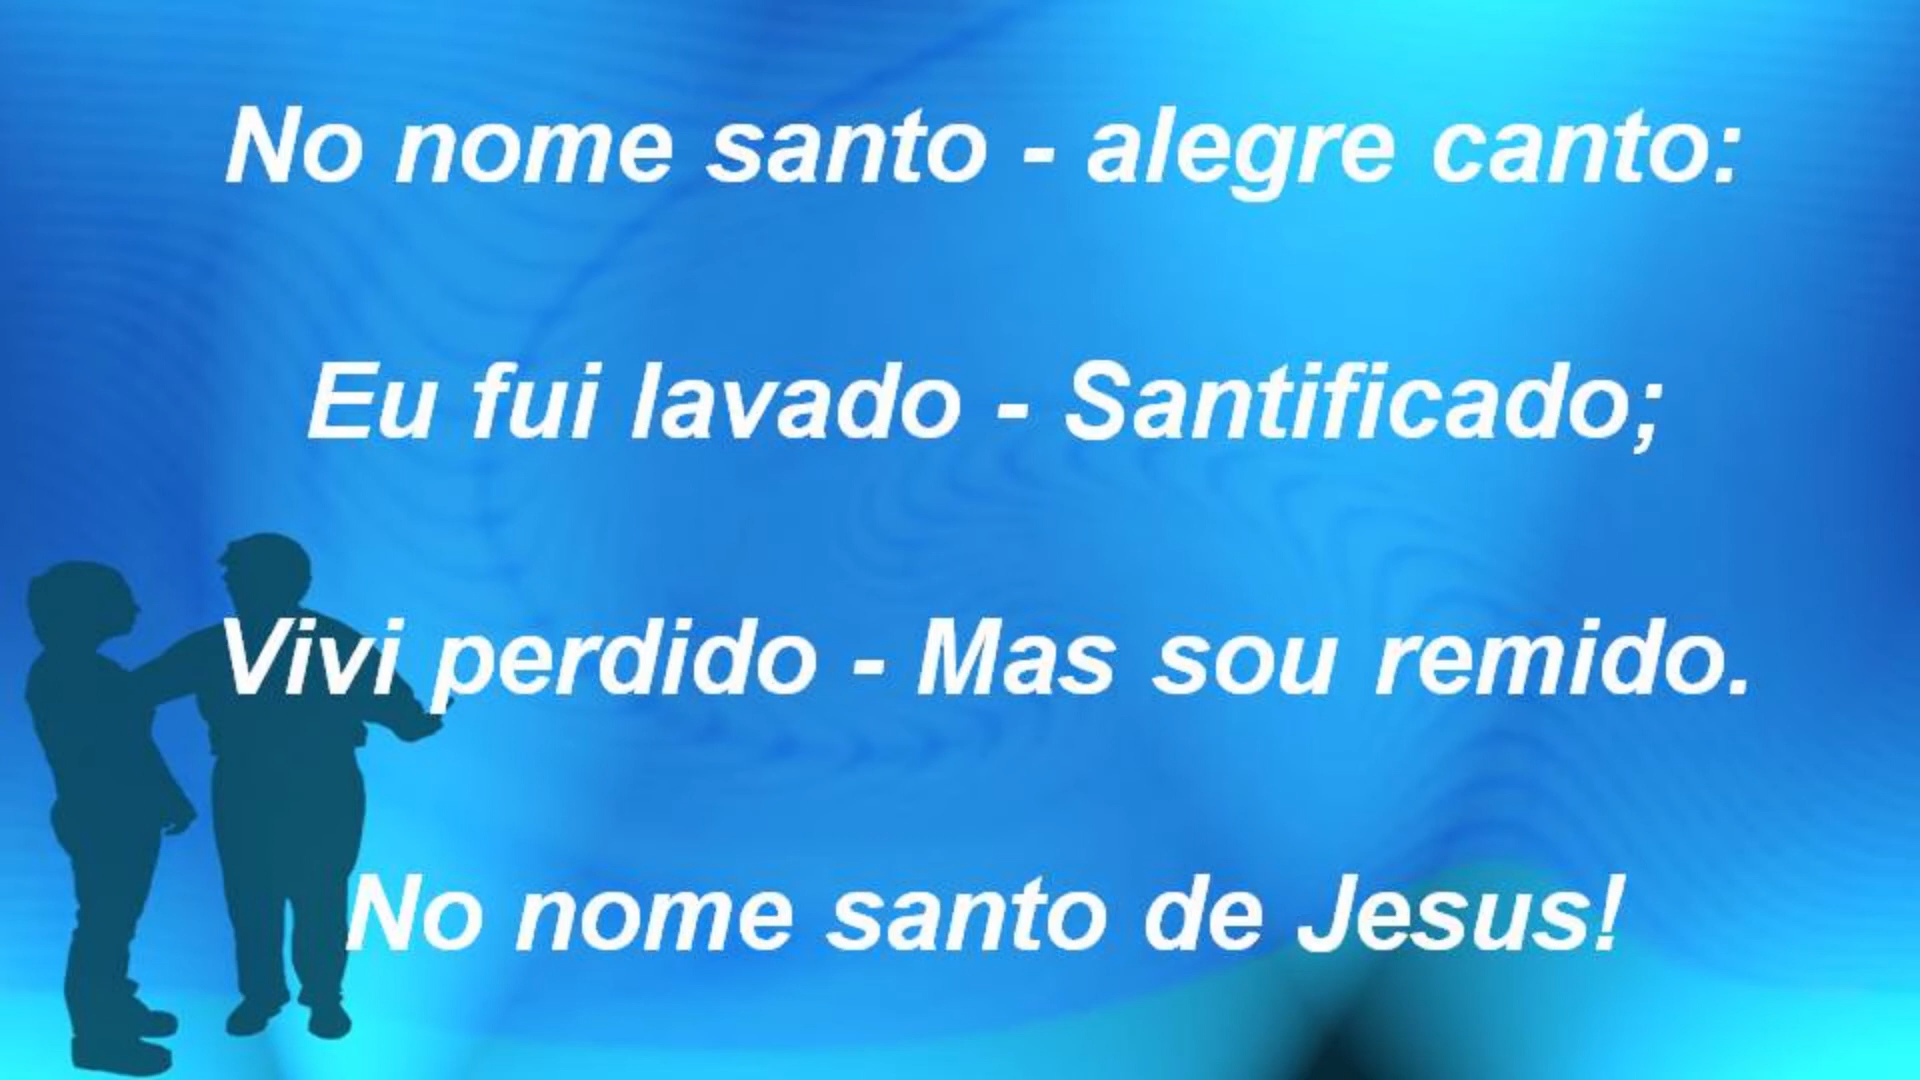 No nome santo - alegre canto:
Eu fui lavado - Santificado;
Vivi perdido - Mas sou remido.
No nome santo de Jesus!